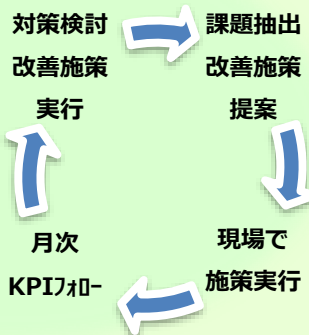 対策検討
改善施策
実行
課題抽出
改善施策
提案
現場で
施策実行
月次
KPIﾌｫﾛｰ